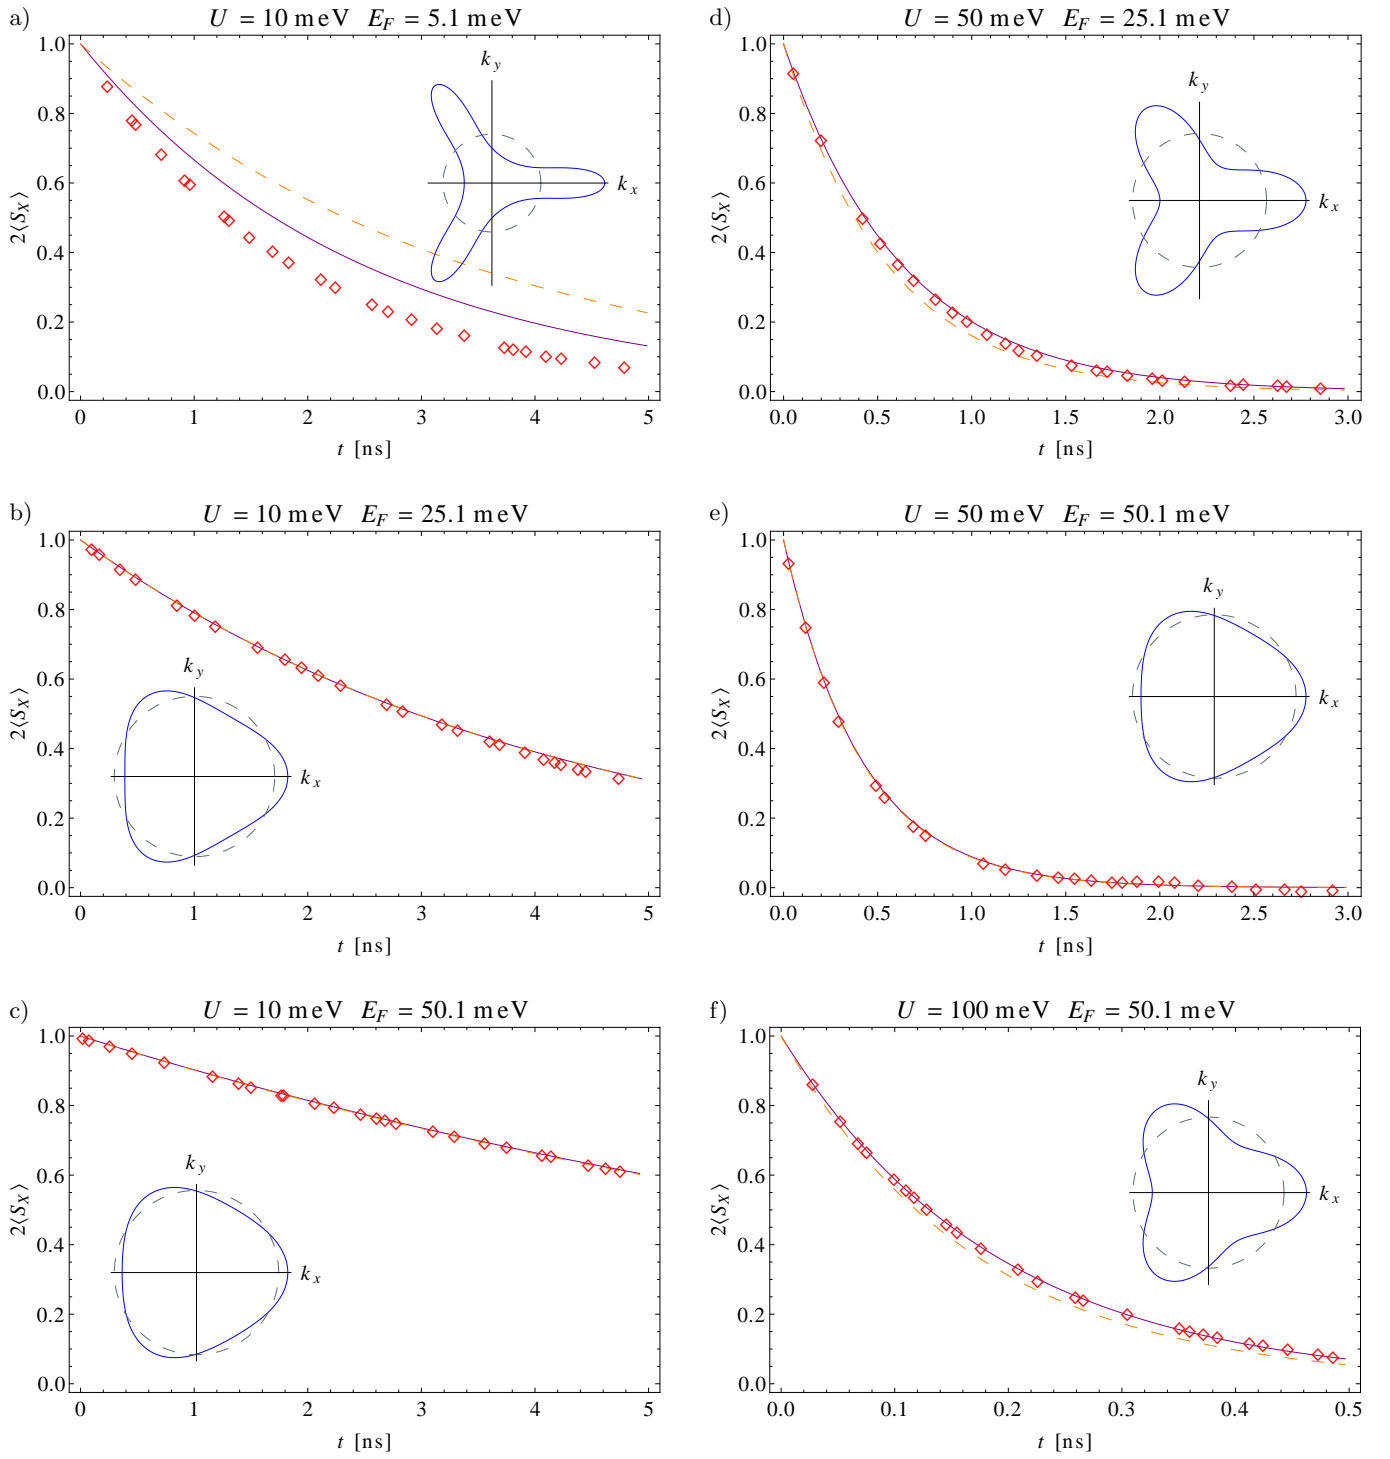 a)
U = 10 meV E_F = 5.1 meV
1.0
0.8
0.6
0.4
0.2
0.0
2⟨S_X⟩
k_y
k_x
0 1 2 3 4 5
t [ns]
b)
U = 10 meV E_F = 25.1 meV
1.0
0.8
0.6
0.4
0.2
0.0
2⟨S_X⟩
k_y
k_x
0 1 2 3 4 5
t [ns]
c)
U = 10 meV E_F = 50.1 meV
1.0
0.8
0.6
0.4
0.2
0.0
2⟨S_X⟩
k_y
k_x
0 1 2 3 4 5
t [ns]
d)
U = 50 meV E_F = 25.1 meV
1.0
0.8
0.6
0.4
0.2
0.0
2⟨S_X⟩
k_y
k_x
0.0 0.5 1.0 1.5 2.0 2.5 3.0
t [ns]
e)
U = 50 meV E_F = 50.1 meV
1.0
0.8
0.6
0.4
0.2
0.0
2⟨S_X⟩
k_y
k_x
0.0 0.5 1.0 1.5 2.0 2.5 3.0
t [ns]
f)
U = 100 meV E_F = 50.1 meV
1.0
0.8
0.6
0.4
0.2
0.0
2⟨S_X⟩
k_y
k_x
0.0 0.1 0.2 0.3 0.4 0.5
t [ns]